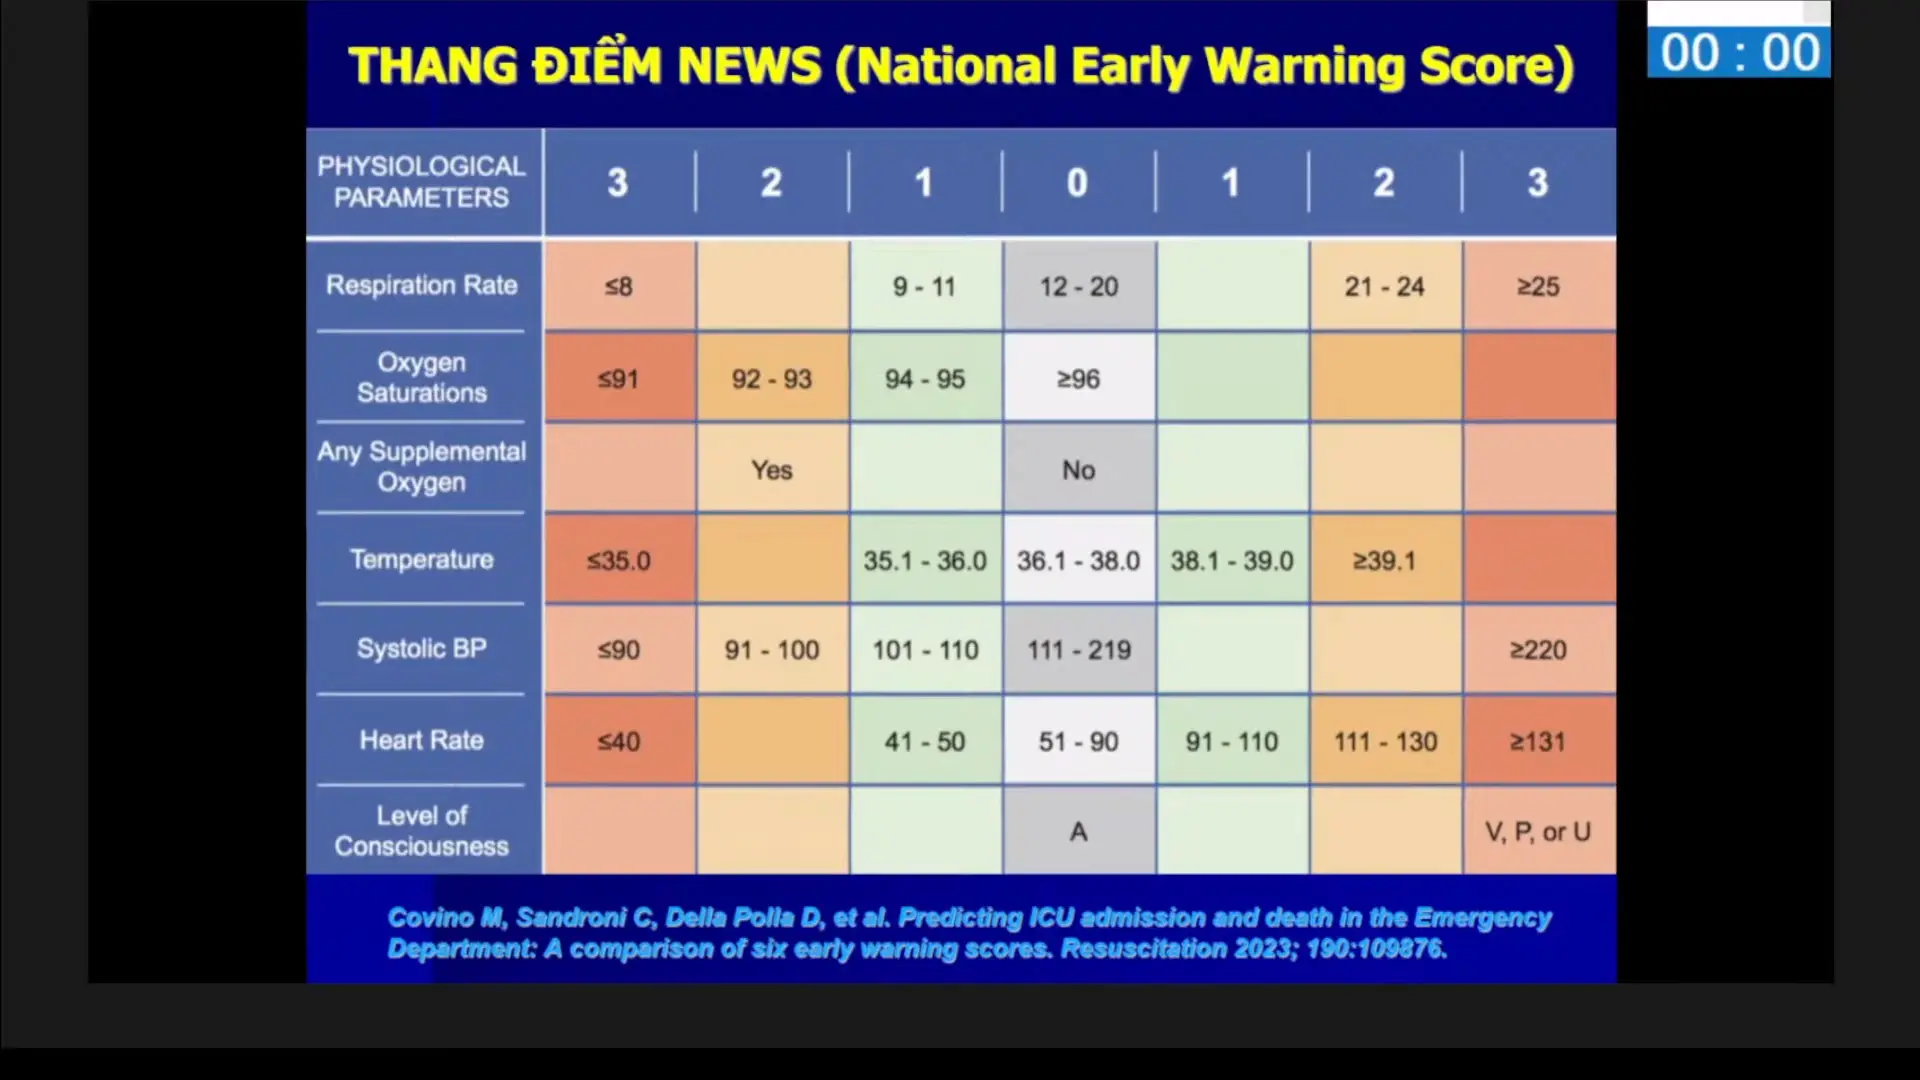 THANG ĐIỂM NEWS (National Early Warning Score)
00 : 00
PHYSIOLOGICAL PARAMETERS 3 2 1 0 1 2 3
Respiration Rate ≤8 9 - 11 12 - 20 21 - 24 ≥25
Oxygen Saturations ≤91 92 - 93 94 - 95 ≥96
Any Supplemental Oxygen Yes No
Temperature ≤35.0 35.1 - 36.0 36.1 - 38.0 38.1 - 39.0 ≥39.1
Systolic BP ≤90 91 - 100 101 - 110 111 - 219 ≥220
Heart Rate ≤40 41 - 50 51 - 90 91 - 110 111 - 130 ≥131
Level of Consciousness A V, P, or U
Covino M, Sandroni C, Della Polla D, et al. Predicting ICU admission and death in the Emergency
Department: A comparison of six early warning scores. Resuscitation 2023; 190:109876.